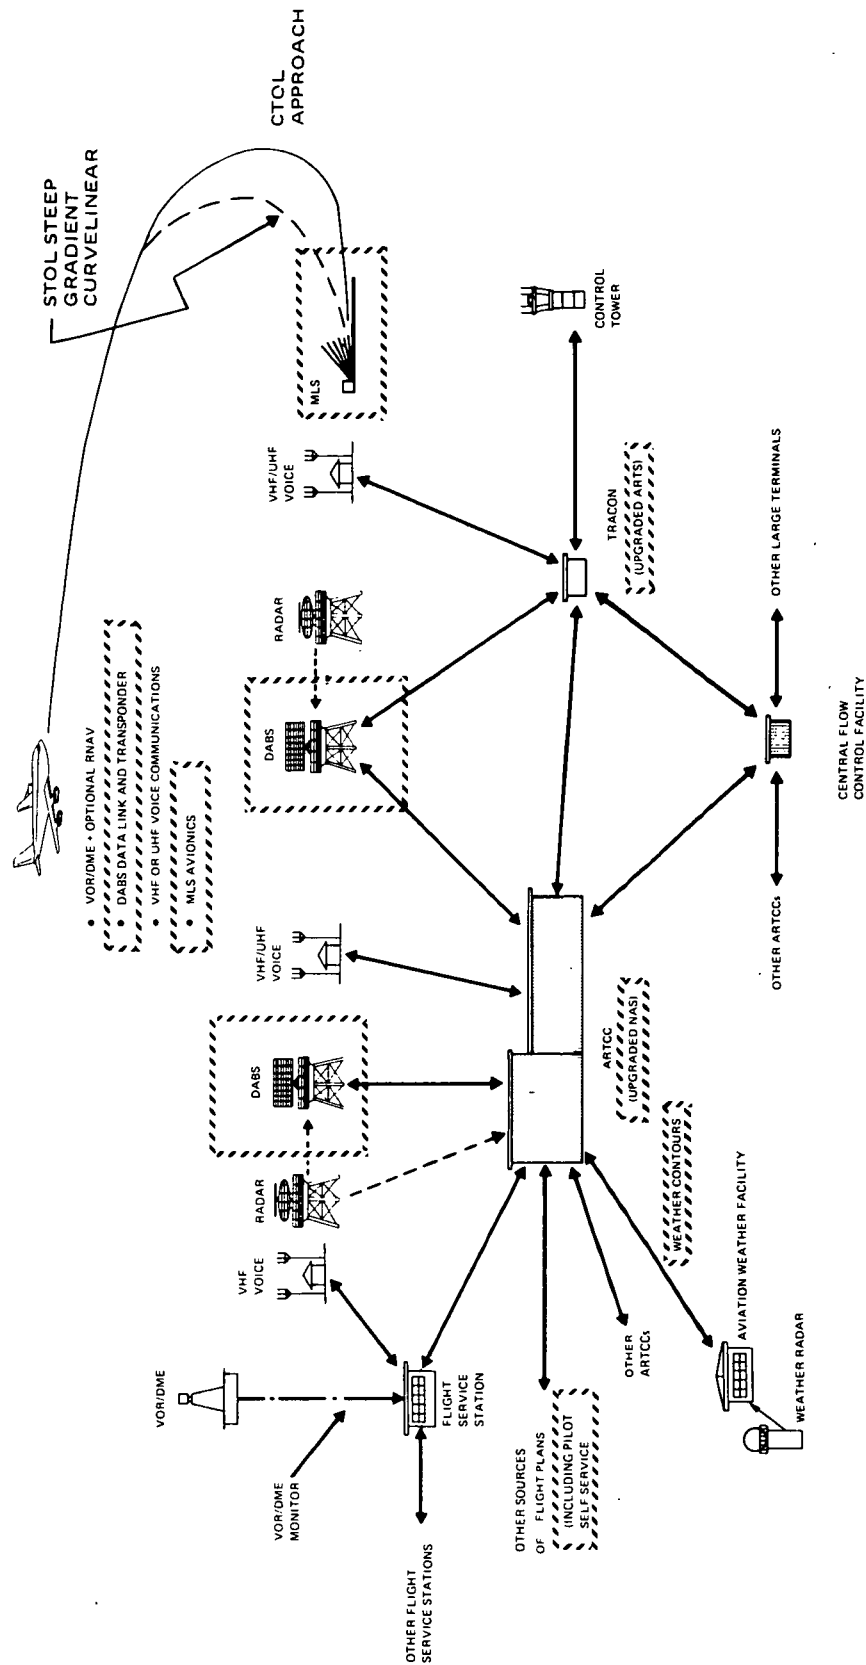 STOL STEEP
GRADIENT
CURVELINEAR
CTOL
APPROACH
• VOR/DME + OPTIONAL RNAV
• DABS DATA LINK AND TRANSPONDER
• VHF OR UHF VOICE COMMUNICATIONS
• MLS AVIONICS
VOR/DME
VOR/DME
MONITOR
VHF
VOICE
RADAR
DABS
VHF/UHF
VOICE
DABS
RADAR
VHF/UHF
VOICE
MLS
OTHER FLIGHT
SERVICE STATIONS
FLIGHT
SERVICE
STATION
OTHER SOURCES
OF FLIGHT PLANS
(INCLUDING PILOT
SELF SERVICE
OTHER
ARTCCs
ARTCC
(UPGRADED NAS)
WEATHER CONTOURS
TRACON
(UPGRADED ARTS)
CONTROL
TOWER
AVIATION WEATHER FACILITY
WEATHER RADAR
OTHER ARTCCs
OTHER LARGE TERMINALS
CENTRAL FLOW
CONTROL FACILITY